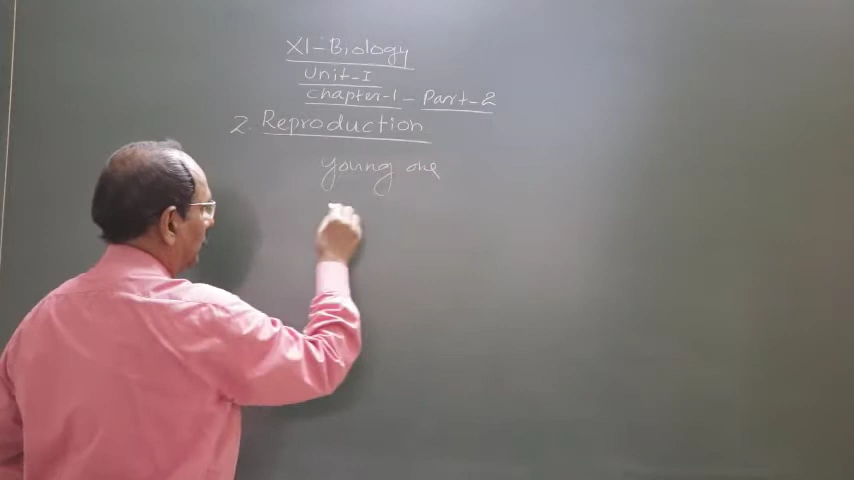 XI-Biology
Unit-I
Chapter-1 - Part-2
2. Reproduction
Young one